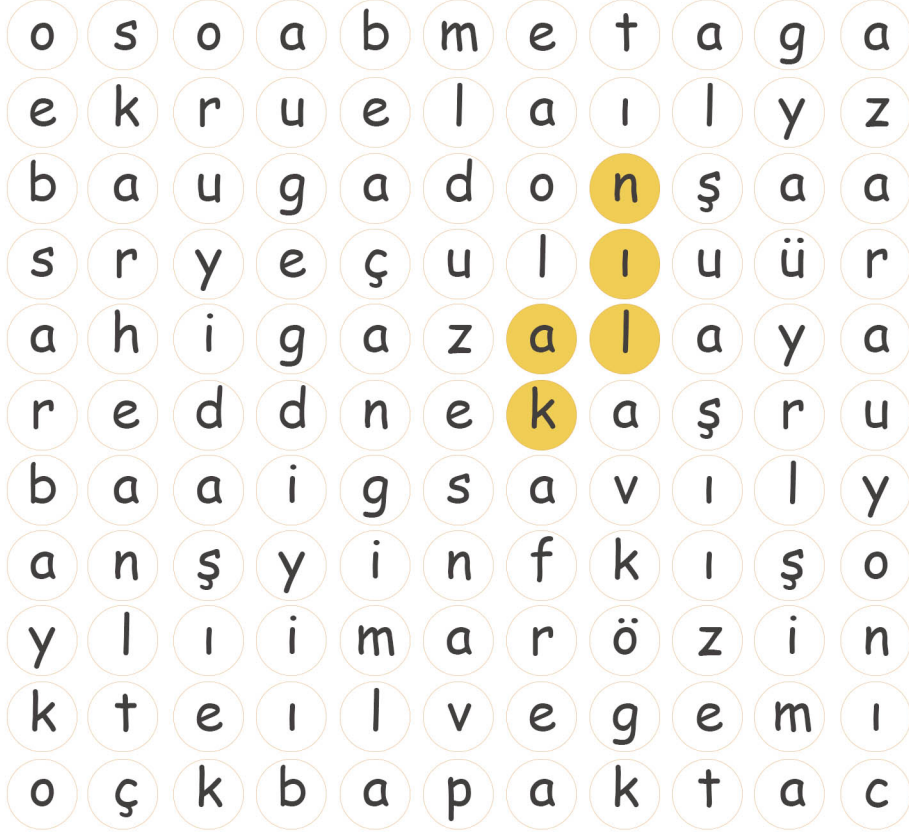 o s o a b m e t a g a
e k r u e l a ı l y z
b a u g a d o n ş a a
s r y e ç u l ı u ü r
a h i g a z a l a y a
r e d d n e k a ş r u
b a a i g s a v ı l y
a n ş y i n f k ı ş o
y l ı i m a r ö z i n
k t e ı l v e g e m ı
o ç k b a p a k t a c